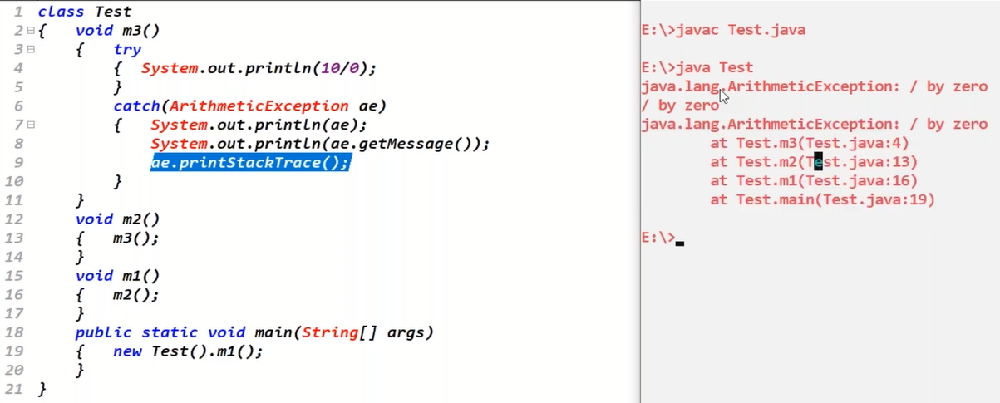 1 class Test
2 { void m3()
3 { try
4 { System.out.println(10/0);
5 }
6 catch(ArithmeticException ae)
7 { System.out.println(ae);
8 System.out.println(ae.getMessage());
9 ae.printStackTrace();
10 }
11 }
12 void m2()
13 { m3();
14 }
15 void m1()
16 { m2();
17 }
18 public static void main(String[] args)
19 { new Test().m1();
20 }
21 }
E:\>javac Test.java
E:\>java Test
java.lang.ArithmeticException: / by zero
/ by zero
java.lang.ArithmeticException: / by zero
at Test.m3(Test.java:4)
at Test.m2(Test.java:13)
at Test.m1(Test.java:16)
at Test.main(Test.java:19)
E:\>